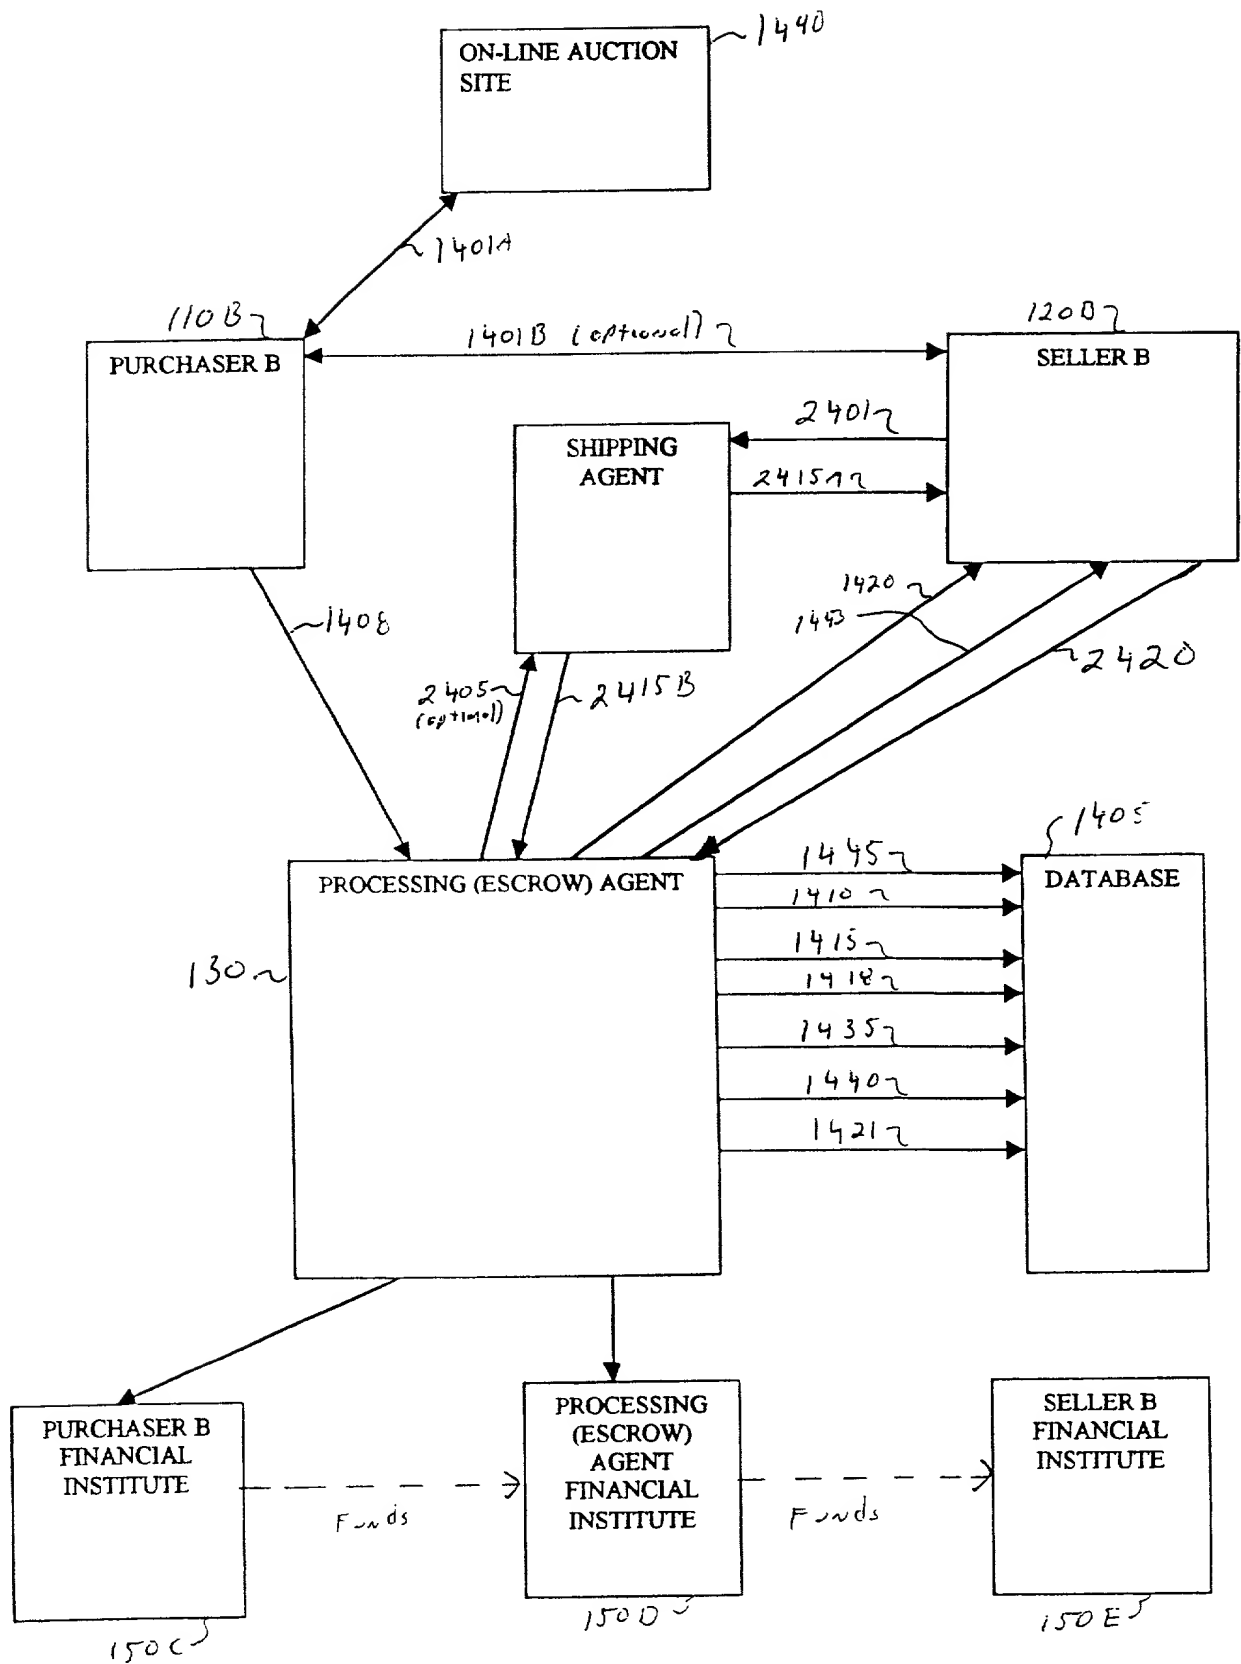 1440
ON-LINE AUCTION
SITE
1401A
110B
1401B (optional)
120B
PURCHASER B
SELLER B
2401
SHIPPING
AGENT
2415A
1420
1443
1408
2405
(optional)
2415B
2420
1405
1445
PROCESSING (ESCROW) AGENT
DATABASE
1410
1415
130
1418
1435
1440
1421
PURCHASER B
FINANCIAL
INSTITUTE
PROCESSING
(ESCROW)
AGENT
FINANCIAL
INSTITUTE
SELLER B
FINANCIAL
INSTITUTE
Funds
Funds
150C
150D
150E